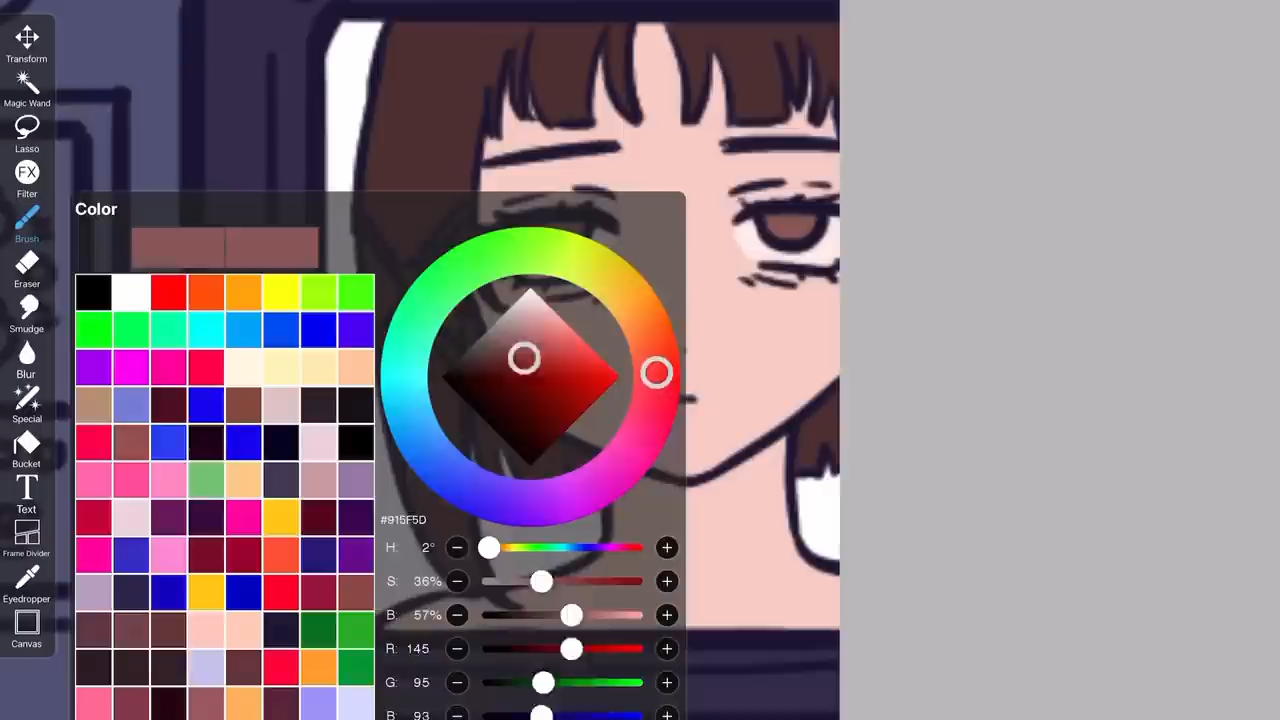 Transform
Magic Wand
Lasso
FX
Filter
Brush
Eraser
Smudge
Blur
Special
Bucket
T
Text
Frame Divider
Eyedropper
Canvas
Color
#915F5D
H: 2°
S: 36%
B: 57%
R: 145
G: 95
B: 93